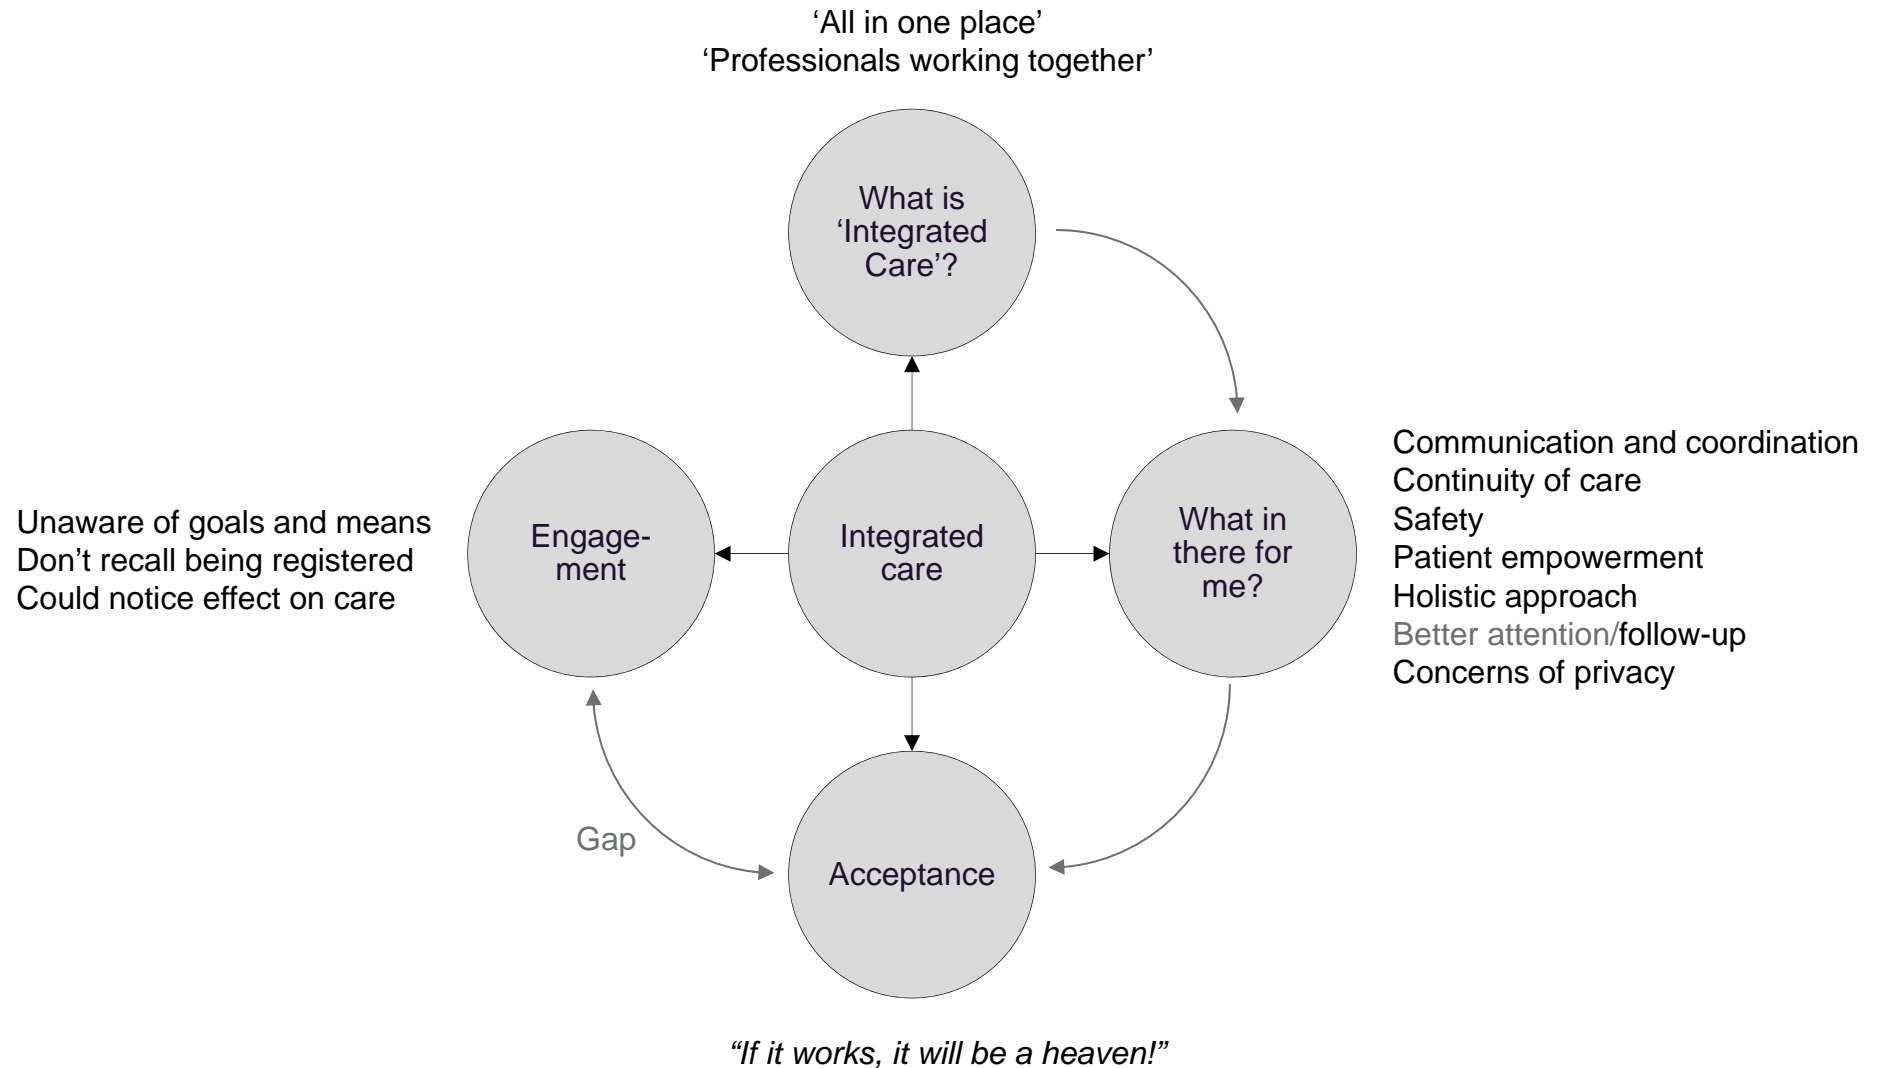 ‘All in one place’
‘Professionals working together’
What is
‘Integrated
Care’?
Unaware of goals and means
Don’t recall being registered
Could notice effect on care
Engage-
ment
Integrated
care
What in
there for
me?
Communication and coordination
Continuity of care
Safety
Patient empowerment
Holistic approach
Better attention/follow-up
Concerns of privacy
Gap
Acceptance
“If it works, it will be a heaven!”